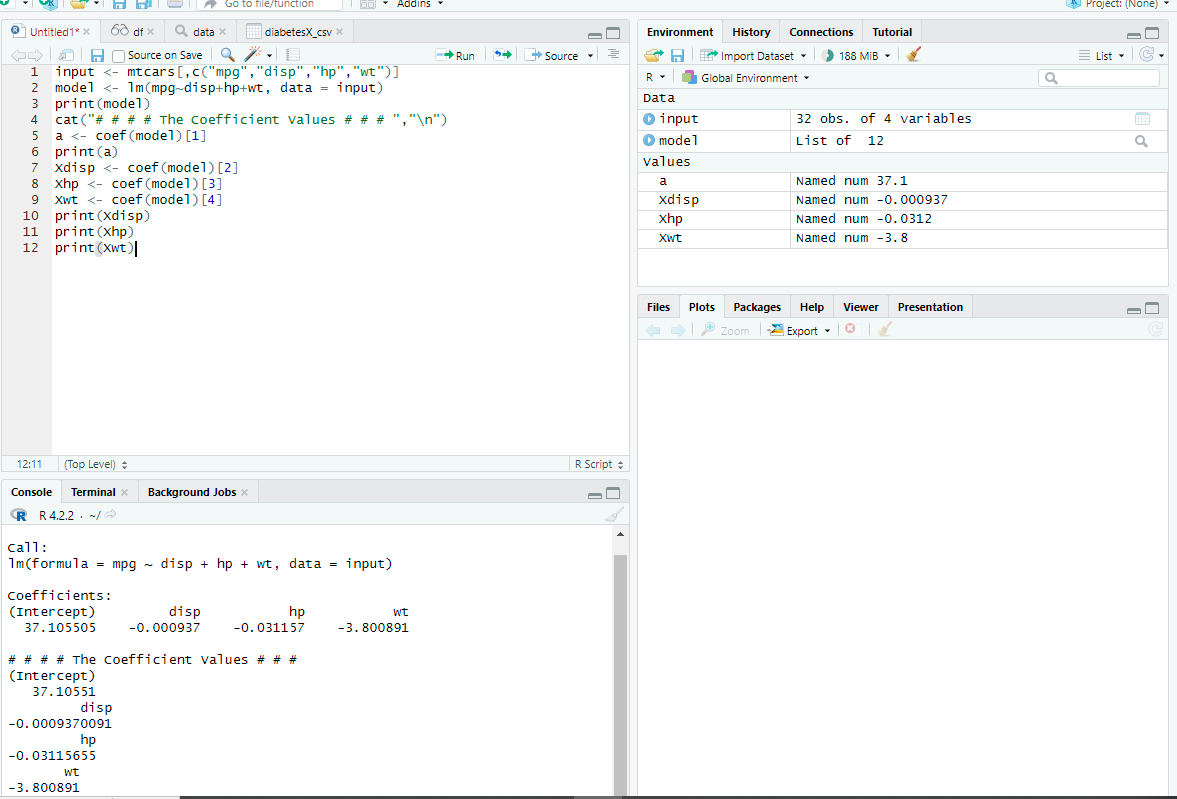 Go to file/function Addins Project: (None)
Untitled1* df data diabetesX_csv
Source on Save Run Source
1 input <- mtcars[,c("mpg","disp","hp","wt")]
2 model <- lm(mpg~disp+hp+wt, data = input)
3 print(model)
4 cat("# # # # The Coefficient Values # # # ","\n")
5 a <- coef(model)[1]
6 print(a)
7 Xdisp <- coef(model)[2]
8 Xhp <- coef(model)[3]
9 Xwt <- coef(model)[4]
10 print(Xdisp)
11 print(Xhp)
12 print(Xwt)
12:11 (Top Level) R Script
Console Terminal Background Jobs
R 4.2.2 · ~/
Call:
lm(formula = mpg ~ disp + hp + wt, data = input)
Coefficients:
(Intercept) disp hp wt
37.105505 -0.000937 -0.031157 -3.800891
# # # # The Coefficient Values # # #
(Intercept)
37.10551
disp
-0.0009370091
hp
-0.03115655
wt
-3.800891
Environment History Connections Tutorial
Import Dataset 188 MiB List
R Global Environment
Data
input 32 obs. of 4 variables
model List of 12
Values
a Named num 37.1
Xdisp Named num -0.000937
Xhp Named num -0.0312
Xwt Named num -3.8
Files Plots Packages Help Viewer Presentation
Zoom Export